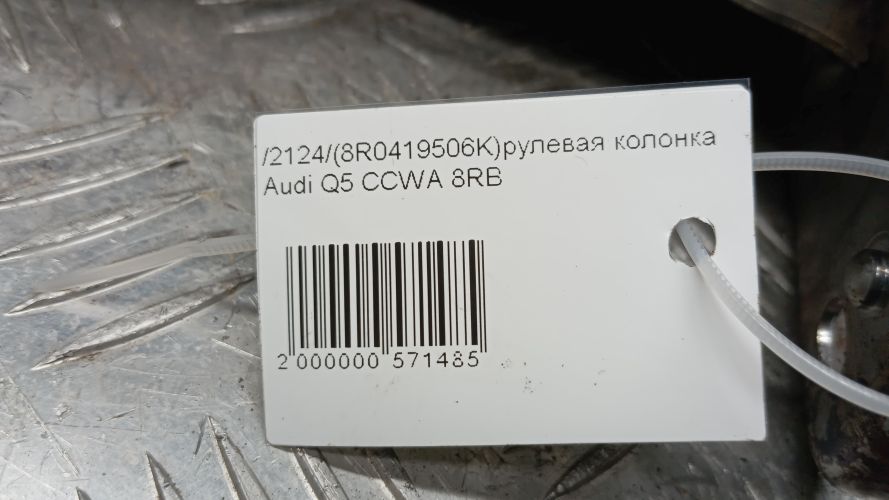 /2124/(8R0419506K)рулевая колонка
Audi Q5 CCWA 8RB
2 000000 571485